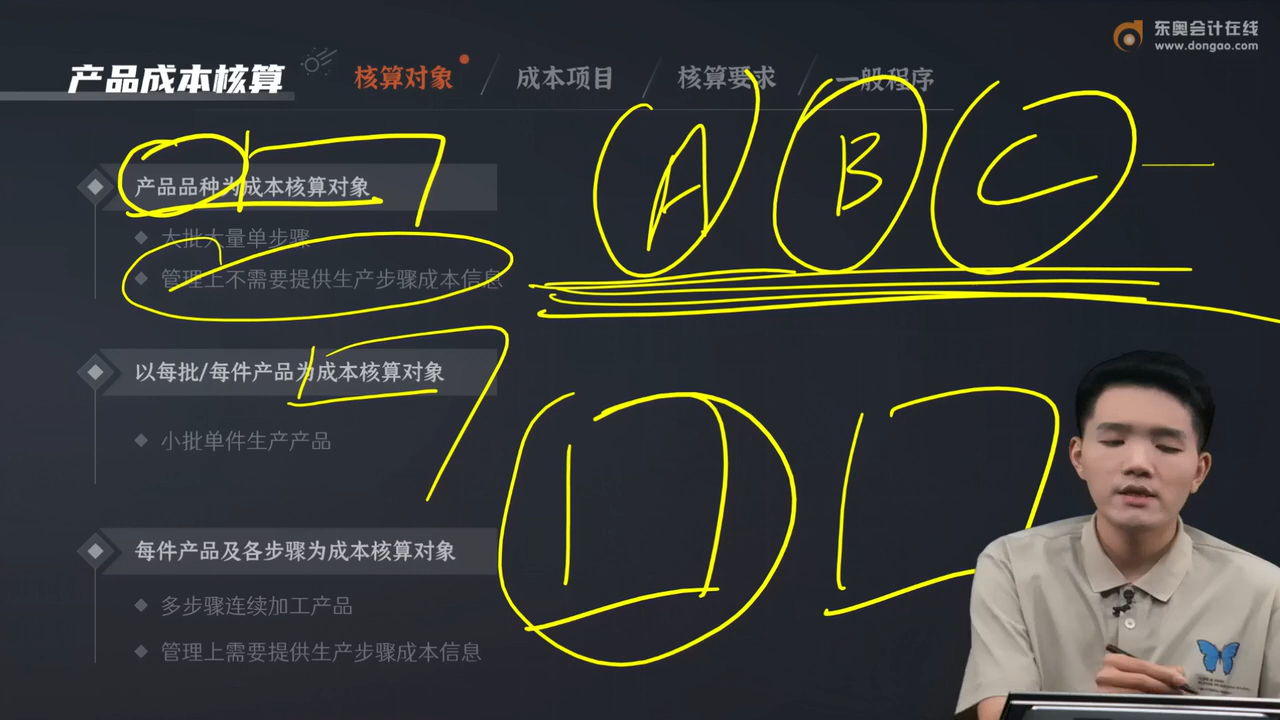 东奥会计在线
www.dongao.com
产品成本核算
核算对象 / 成本项目 / 核算要求 / 一般程序
产品品种为成本核算对象
大批大量单步骤
管理上不需要提供生产步骤成本信息
A B C
以每批/每件产品为成本核算对象
小批单件生产产品
每件产品及各步骤为成本核算对象
多步骤连续加工产品
管理上需要提供生产步骤成本信息